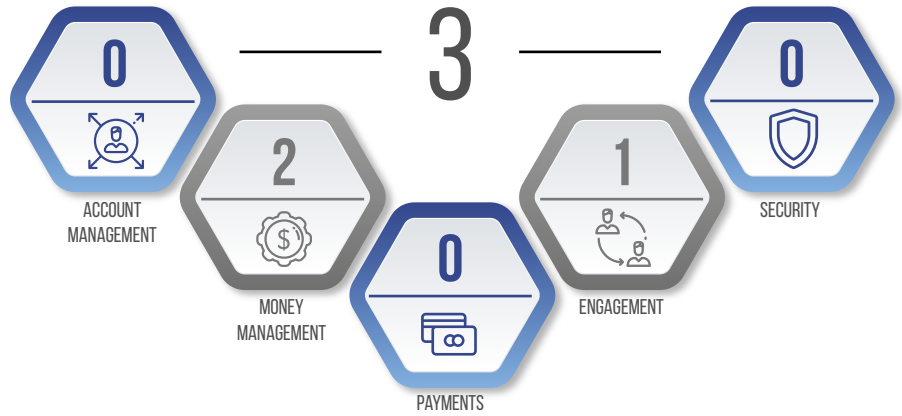 3
0
ACCOUNT
MANAGEMENT
2
$
MONEY
MANAGEMENT
0
PAYMENTS
1
ENGAGEMENT
0
SECURITY